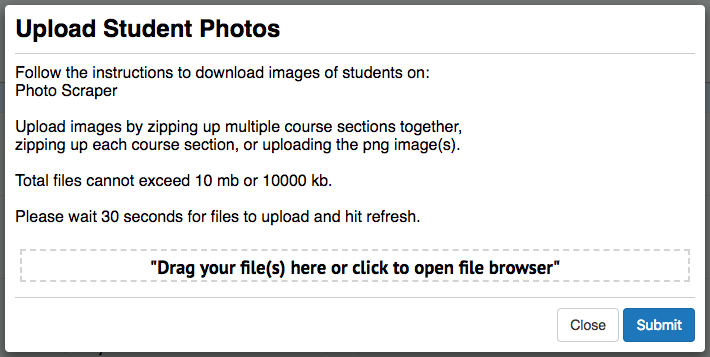 Upload Student Photos
Follow the instructions to download images of students on:
Photo Scraper
Upload images by zipping up multiple course sections together,
zipping up each course section, or uploading the png image(s).
Total files cannot exceed 10 mb or 10000 kb.
Please wait 30 seconds for files to upload and hit refresh.
"Drag your file(s) here or click to open file browser"
Close Submit